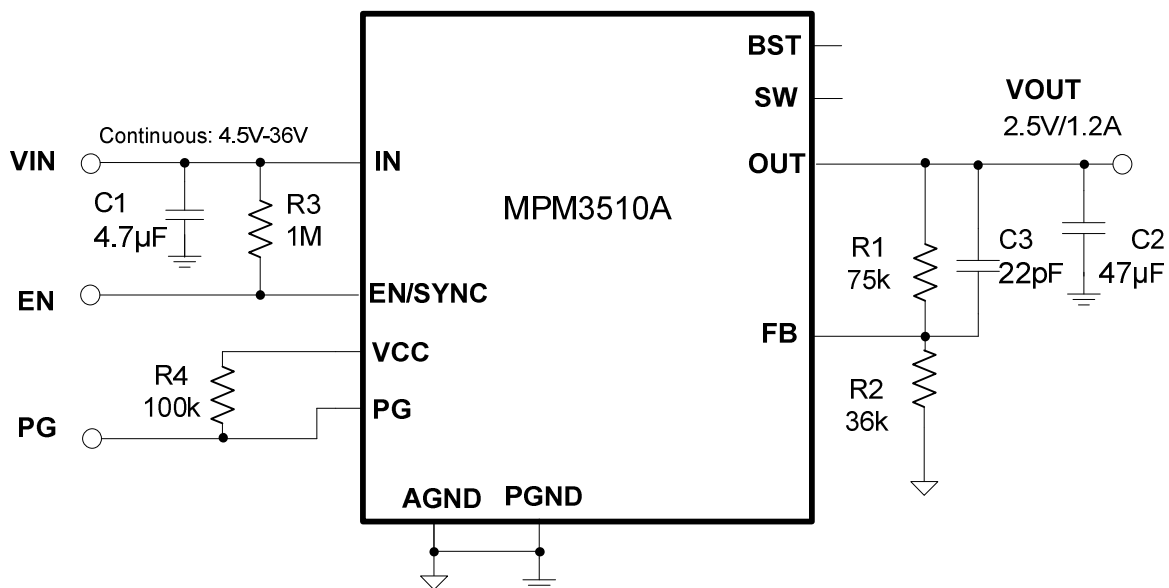 BST
SW
VOUT
2.5V/1.2A
Continuous: 4.5V-36V
VIN
IN
OUT
MPM3510A
C1
4.7µF
R3
1M
R1
75k
C3
22pF
C2
47µF
EN
EN/SYNC
FB
VCC
R4
100k
R2
36k
PG
PG
AGND
PGND